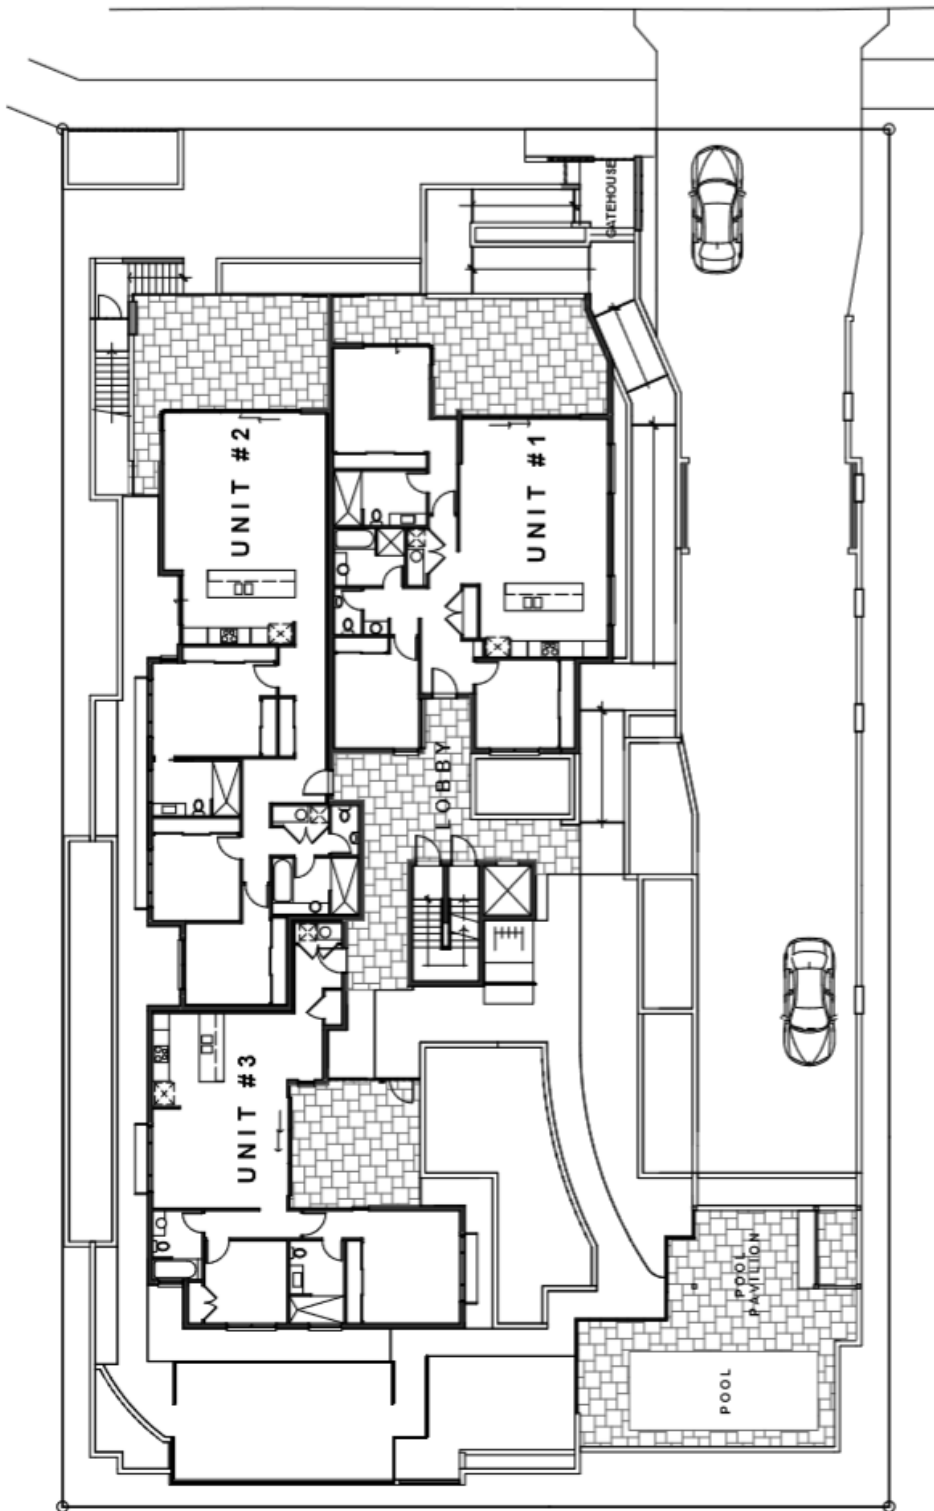 GATEHOUSE
UNIT #2
UNIT #1
LOBBY
UNIT #3
POOL
PAVILION
POOL